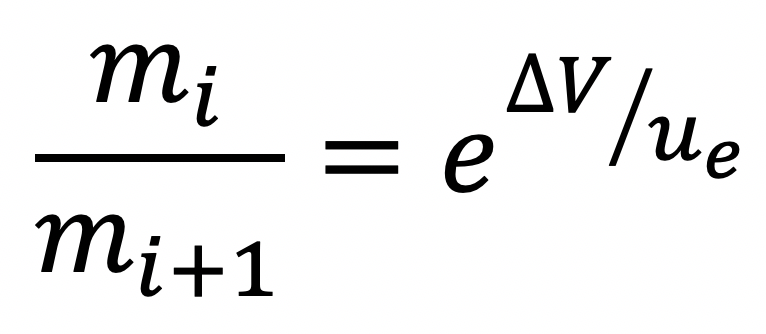 m_i / m_{i+1} = e^{ΔV/u_e}